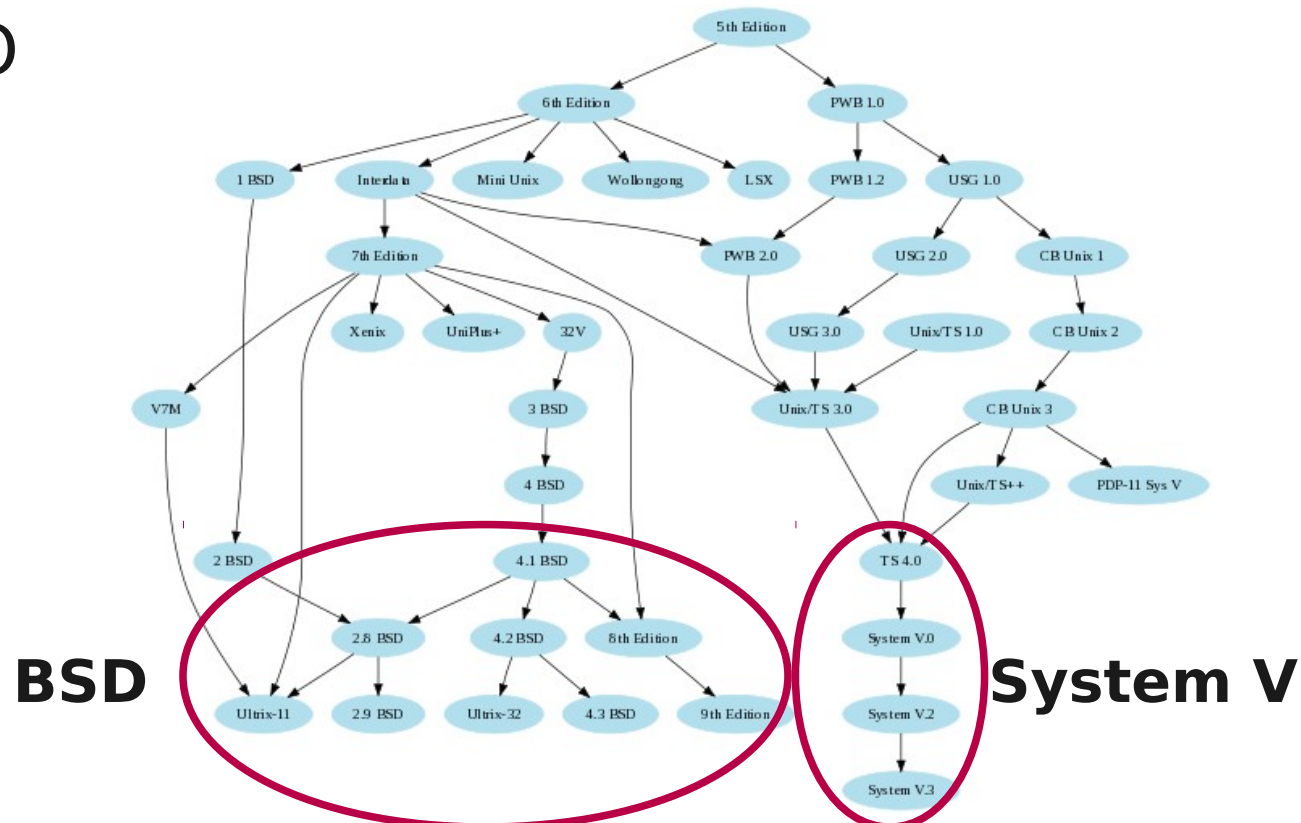 5th Edition
6th Edition
PWB 1.0
1 BSD
Interdata
Mini Unix
Wollongong
LSX
PWB 1.2
USG 1.0
7th Edition
PWB 2.0
USG 2.0
CB Unix 1
Xenix
UniPlus+
32V
USG 3.0
Unix/TS 1.0
CB Unix 2
V7M
3 BSD
Unix/TS 3.0
CB Unix 3
4 BSD
Unix/TS++
PDP-11 Sys V
2 BSD
4.1 BSD
TS 4.0
2.8 BSD
4.2 BSD
8th Edition
System V.0
BSD
System V
Ultrix-11
2.9 BSD
Ultrix-32
4.3 BSD
9th Edition
System V.2
System V.3